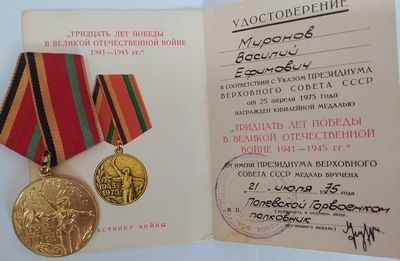 "ТРИДЦАТЬ ЛЕТ ПОБЕДЫ
В ВЕЛИКОЙ ОТЕЧЕСТВЕННОЙ ВОЙНЕ
1941—1945 гг."
1945
1975
УЧАСТНИКУ ВОЙНЫ
УДОСТОВЕРЕНИЕ
Миронов
Василий
Ефимович
В СООТВЕТСТВИИ С УКАЗОМ ПРЕЗИДИУМА
ВЕРХОВНОГО СОВЕТА СССР
от 25 апреля 1975 года
НАГРАЖДЕН ЮБИЛЕЙНОЙ МЕДАЛЬЮ
"ТРИДЦАТЬ ЛЕТ ПОБЕДЫ
В ВЕЛИКОЙ ОТЕЧЕСТВЕННОЙ
ВОЙНЕ 1941—1945 гг."
ОТ ИМЕНИ ПРЕЗИДИУМА ВЕРХОВНОГО
СОВЕТА СССР МЕДАЛЬ ВРУЧЕНА
21 июля 1975
Полевской Горвоенком
полковник
М. П.